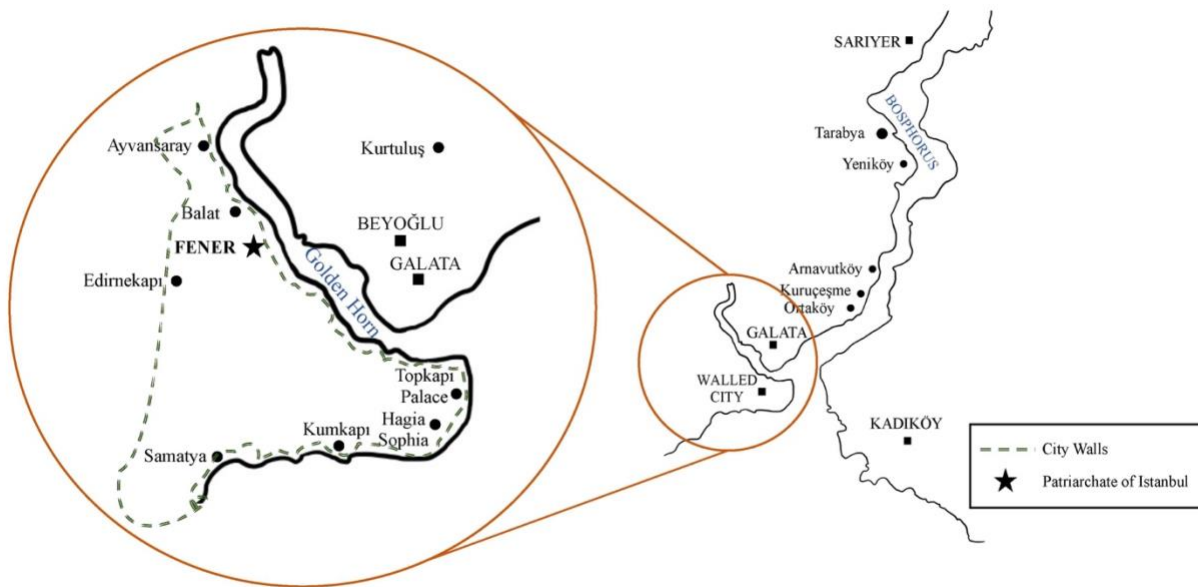 Ayvansaray
Balat
FENER
Edirnekapı
Samatya
Kumkapı
Hagia
Sophia
Topkapı
Palace
Golden Horn
Kurtuluş
BEYOĞLU
GALATA
SARIYER
BOSPHORUS
Tarabya
Yeniköy
Arnavutköy
Kuruçeşme
Ortaköy
GALATA
WALLED
CITY
KADIKÖY
City Walls
Patriarchate of Istanbul